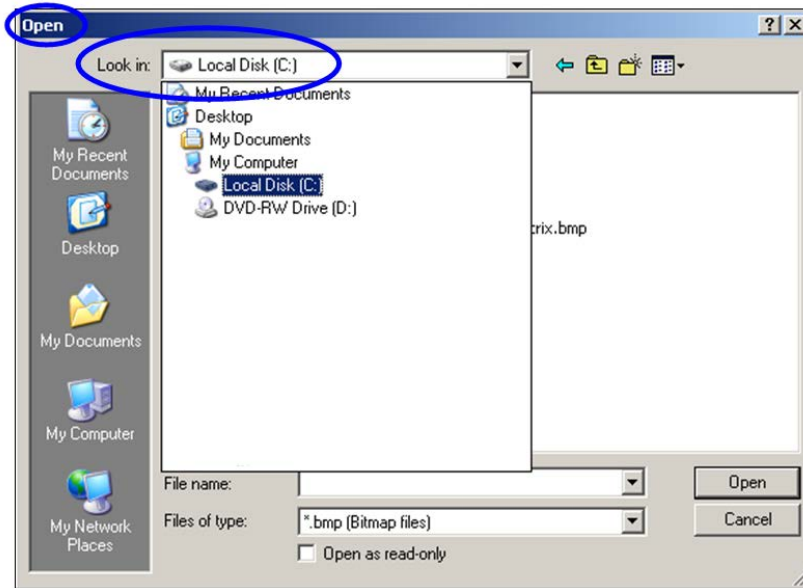 Open
Look in: Local Disk (C:)
My Recent Documents
Desktop
My Documents
My Computer
Local Disk (C:)
DVD-RW Drive (D:)
trix.bmp
My Recent
Documents
Desktop
My Documents
My Computer
My Network
Places
File name:
Open
Files of type: *.bmp (Bitmap files)
Cancel
Open as read-only